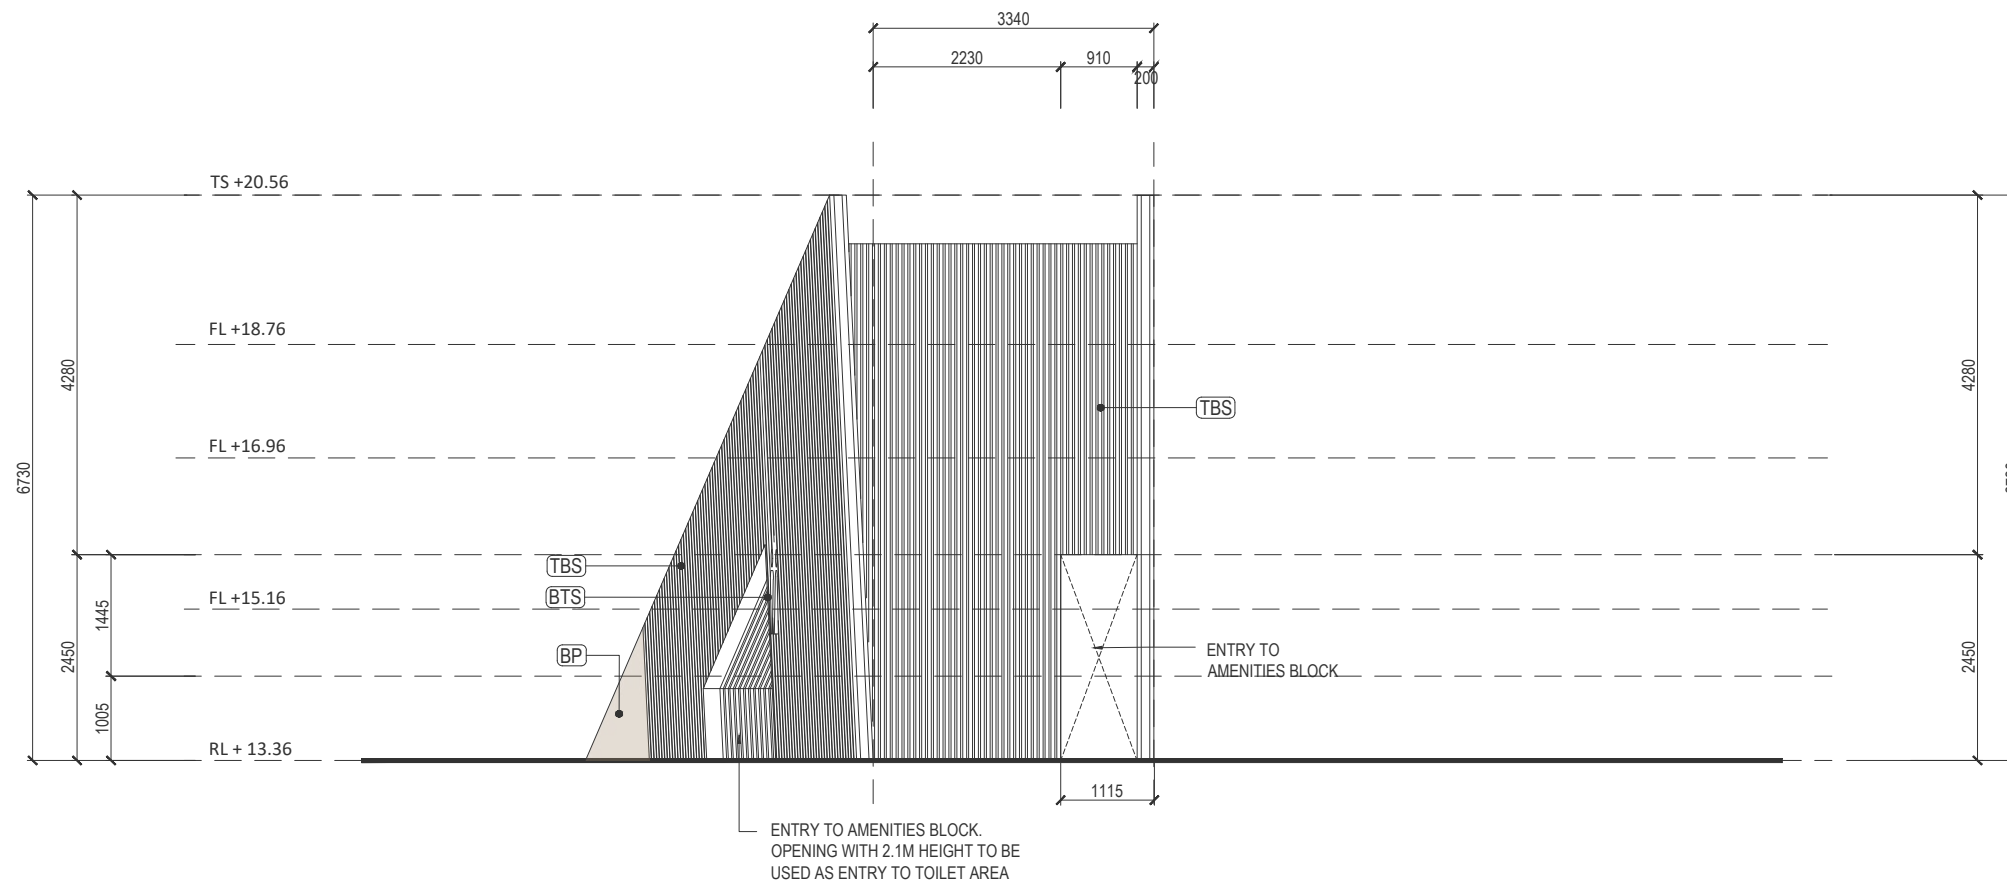 3340
2230
910
200
TS +20.56
FL +18.76
4280
4280
TBS
FL +16.96
6730
TBS
BTS
FL +15.16
1445
2450
2450
BP
ENTRY TO
AMENITIES BLOCK
1005
RL + 13.36
1115
ENTRY TO AMENITIES BLOCK.
OPENING WITH 2.1M HEIGHT TO BE
USED AS ENTRY TO TOILET AREA